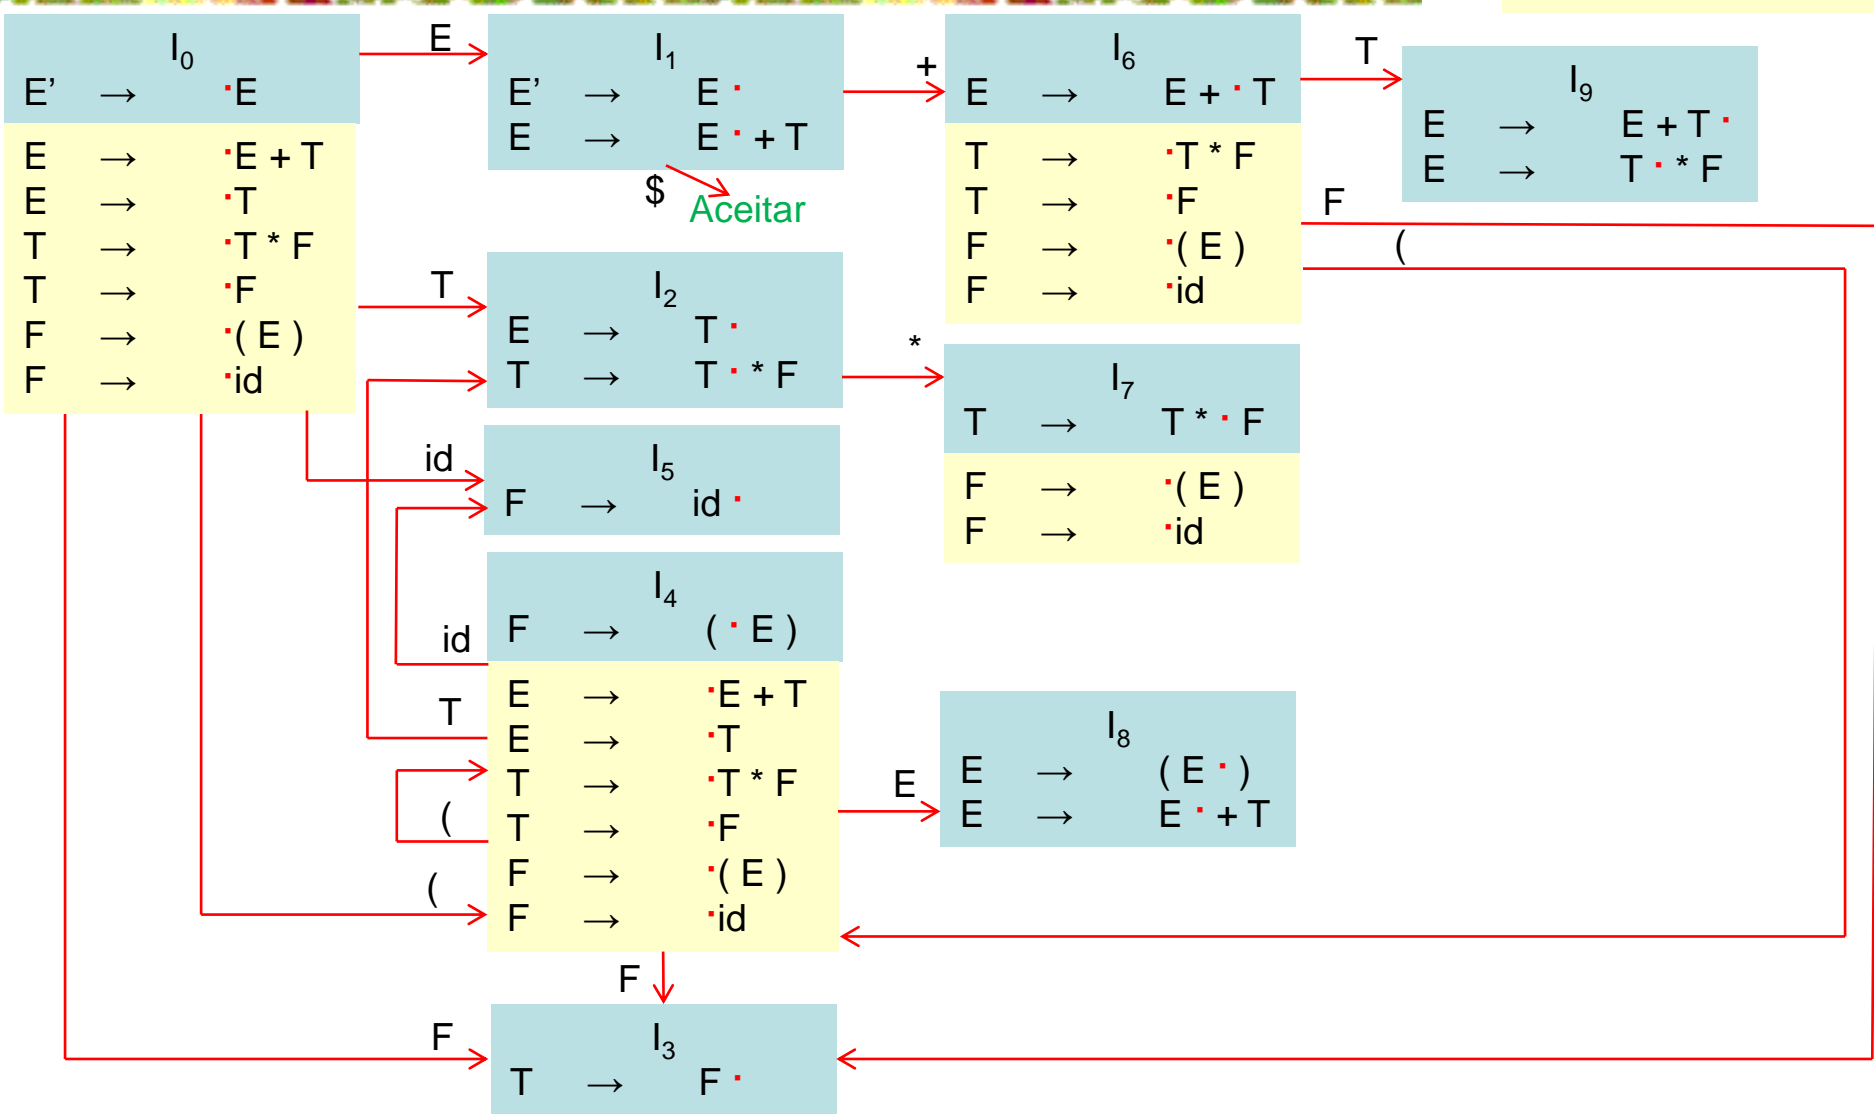 I0
E’ → ·E
E → ·E + T
E → ·T
T → ·T * F
T → ·F
F → ·( E )
F → ·id
E
I1
E’ → E ·
E → E · + T
$
Aceitar
+
I6
E → E + · T
T → ·T * F
T → ·F
F → ·( E )
F → ·id
T
I9
E → E + T ·
E → T · * F
F
(
T
I2
E → T ·
T → T · * F
*
I7
T → T * · F
F → ·( E )
F → ·id
id
I5
F → id ·
id
T
(
(
I4
F → ( · E )
E → ·E + T
E → ·T
T → ·T * F
T → ·F
F → ·( E )
F → ·id
E
I8
E → ( E · )
E → E · + T
F
F
I3
T → F ·